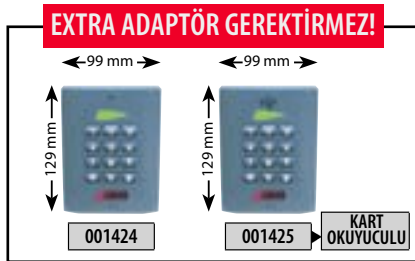 EXTRA ADAPTÖR GEREKTİRMEZ!
99 mm
99 mm
129 mm
129 mm
001424
001425
KART
OKUYUCULU